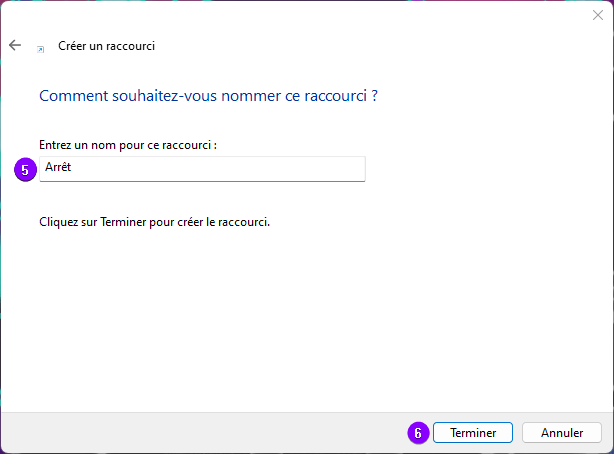 Créer un raccourci
Comment souhaitez-vous nommer ce raccourci ?
Entrez un nom pour ce raccourci :
5
Arrêt
Cliquez sur Terminer pour créer le raccourci.
6
Terminer
Annuler